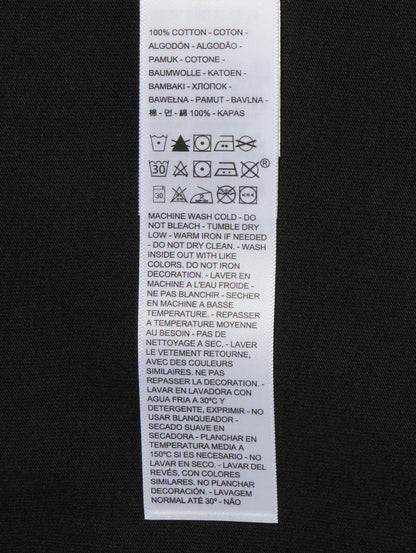 100% COTTON - COTON -
ALGODÓN - ALGODÃO -
PAMUK - COTONE -
BAUMWOLLE - KATOEN -
BAMBAKI - ХЛОПОК -
BAWEŁNA - PAMUT - BAVLNA -
棉 - 면 - 綿 100% - KAPAS
30 ®
30
MACHINE WASH COLD - DO
NOT BLEACH - TUMBLE DRY
LOW - WARM IRON IF NEEDED
- DO NOT DRY CLEAN. - WASH
INSIDE OUT WITH LIKE
COLORS. DO NOT IRON
DECORATION. - LAVER EN
MACHINE A L'EAU FROIDE -
NE PAS BLANCHIR - SECHER
EN MACHINE A BASSE
TEMPERATURE. - REPASSER
A TEMPERATURE MOYENNE
AU BESOIN - PAS DE
NETTOYAGE A SEC. - LAVER
LE VETEMENT RETOURNE,
AVEC DES COULEURS
SIMILAIRES. NE PAS
REPASSER LA DECORATION. -
LAVAR EN LAVADORA CON
AGUA FRIA A 30ºC Y
DETERGENTE, EXPRIMIR - NO
USAR BLANQUEADOR -
SECADO SUAVE EN
SECADORA - PLANCHAR EN
TEMPERATURA MEDIA A
150ºC SI ES NECESARIO - NO
LAVAR EN SECO. - LAVAR DEL
REVÉS, CON COLORES
SIMILARES. NO PLANCHAR
DECORACIÓN. - LAVAGEM
NORMAL ATÉ 30º - NÃO